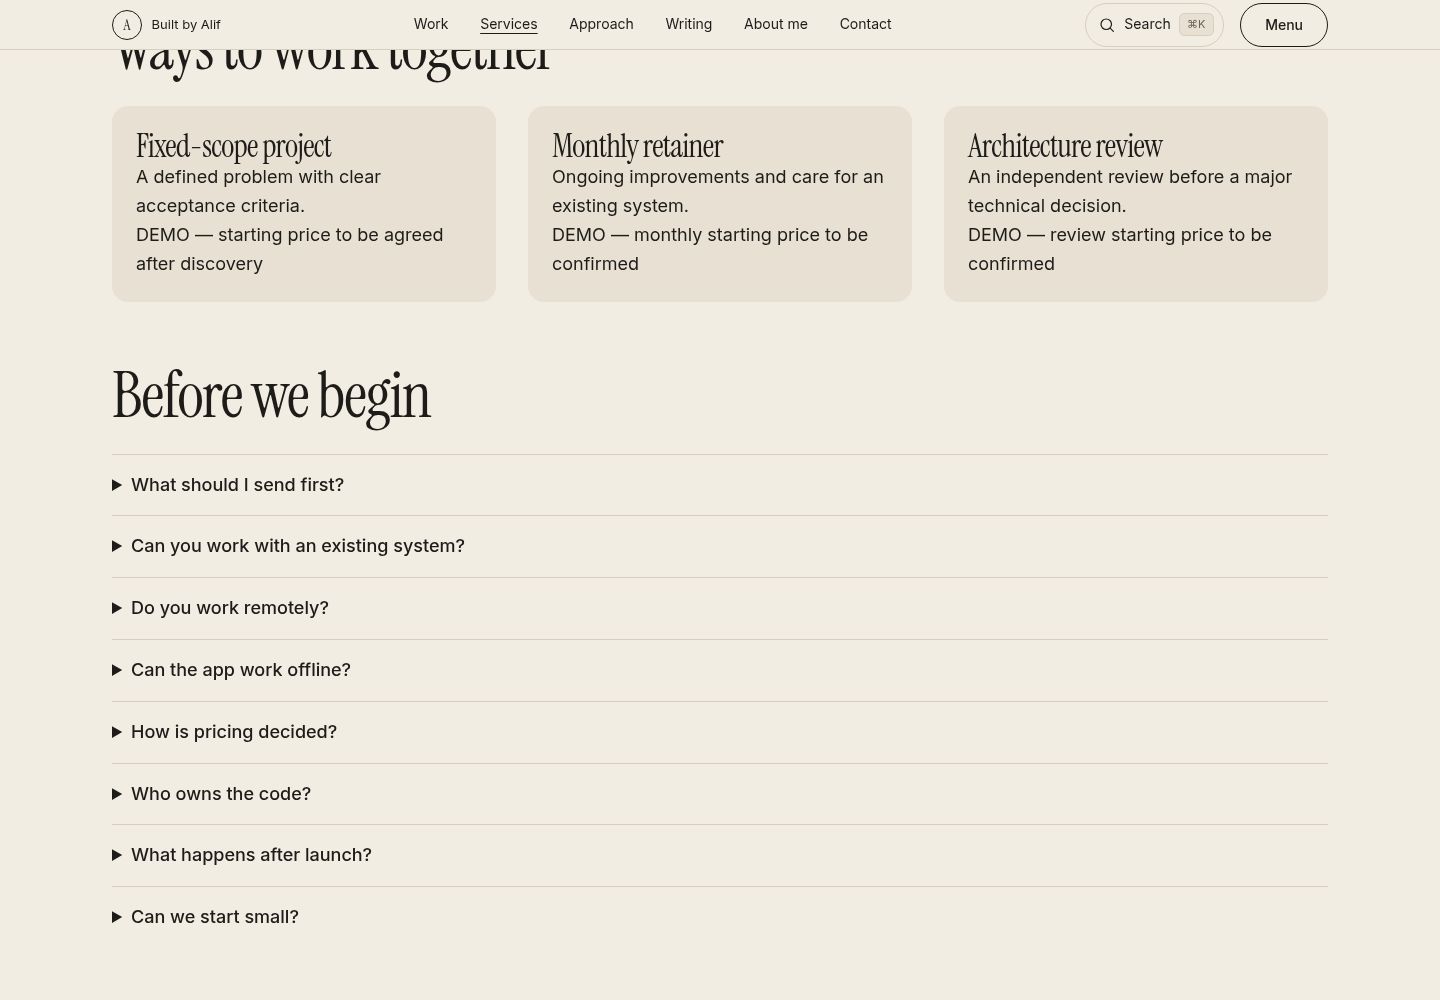 A
Built by Alif
Work
Services
Approach
Writing
About me
Contact
Search
⌘K
Menu
Ways to work together
Fixed-scope project
A defined problem with clear
acceptance criteria.
DEMO — starting price to be agreed
after discovery
Monthly retainer
Ongoing improvements and care for an
existing system.
DEMO — monthly starting price to be
confirmed
Architecture review
An independent review before a major
technical decision.
DEMO — review starting price to be
confirmed
Before we begin
What should I send first?
Can you work with an existing system?
Do you work remotely?
Can the app work offline?
How is pricing decided?
Who owns the code?
What happens after launch?
Can we start small?